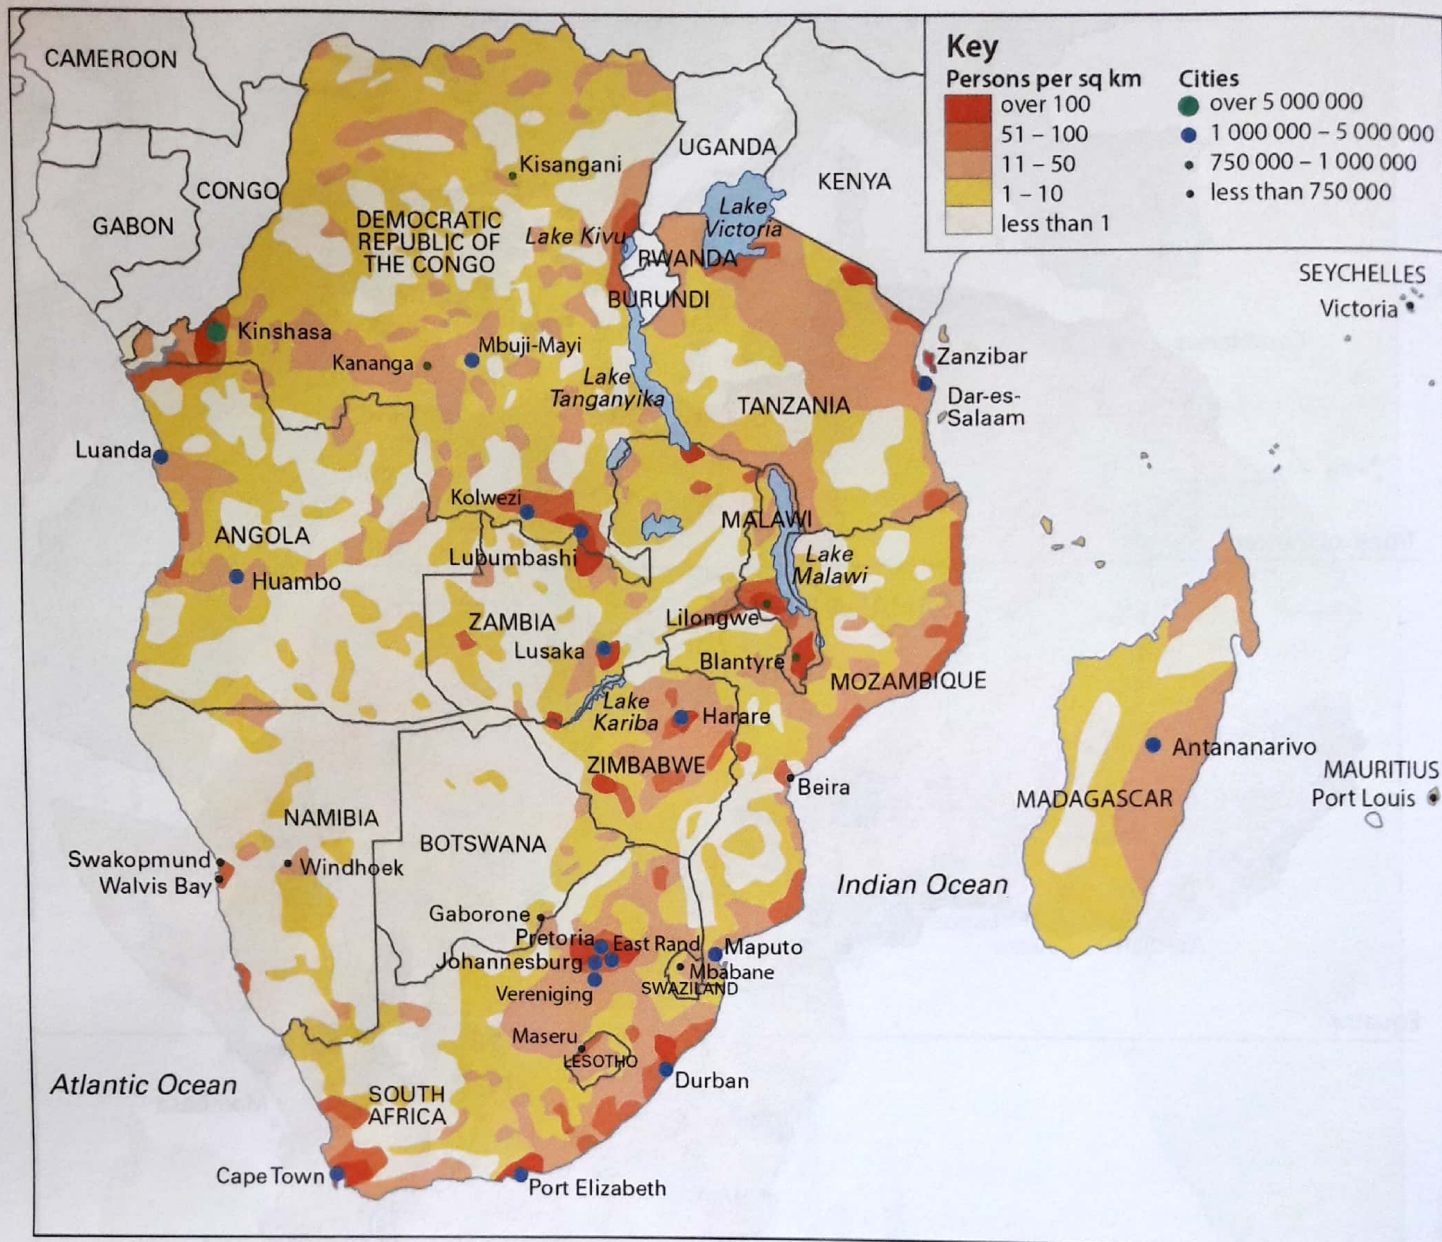 Key
Persons per sq km
over 100
51 – 100
11 – 50
1 – 10
less than 1
Cities
over 5 000 000
1 000 000 – 5 000 000
750 000 – 1 000 000
less than 750 000
CAMEROON
UGANDA
KENYA
CONGO
GABON
Kisangani
DEMOCRATIC
REPUBLIC OF
THE CONGO
Lake Kivu
Lake
Victoria
RWANDA
BURUNDI
SEYCHELLES
Victoria
Kinshasa
Kananga
Mbuji-Mayi
Lake
Tanganyika
Zanzibar
Dar-es-
Salaam
TANZANIA
Luanda
Kolwezi
ANGOLA
Lubumbashi
MALAWI
Lake
Malawi
Huambo
ZAMBIA
Lusaka
Lilongwe
Blantyre
MOZAMBIQUE
Lake
Kariba
Harare
ZIMBABWE
Beira
Antananarivo
MADAGASCAR
MAURITIUS
Port Louis
NAMIBIA
BOTSWANA
Swakopmund
Walvis Bay
Windhoek
Indian Ocean
Gaborone
Pretoria
East Rand
Johannesburg
Vereniging
Maputo
Mbabane
SWAZILAND
Maseru
LESOTHO
Durban
Atlantic Ocean
SOUTH
AFRICA
Cape Town
Port Elizabeth